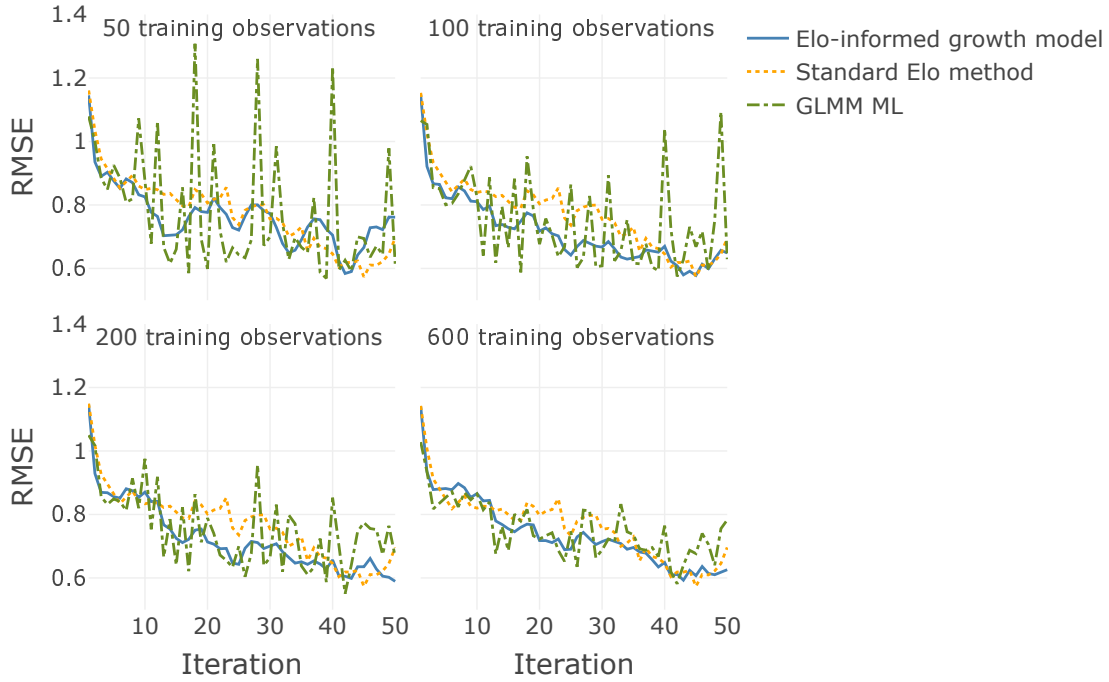 1.4
50 training observations
100 training observations
Elo-informed growth model
Standard Elo method
GLMM ML
1.2
1
0.8
0.6
RMSE
1.4
200 training observations
600 training observations
1.2
1
0.8
0.6
RMSE
10 20 30 40 50
10 20 30 40 50
Iteration
Iteration